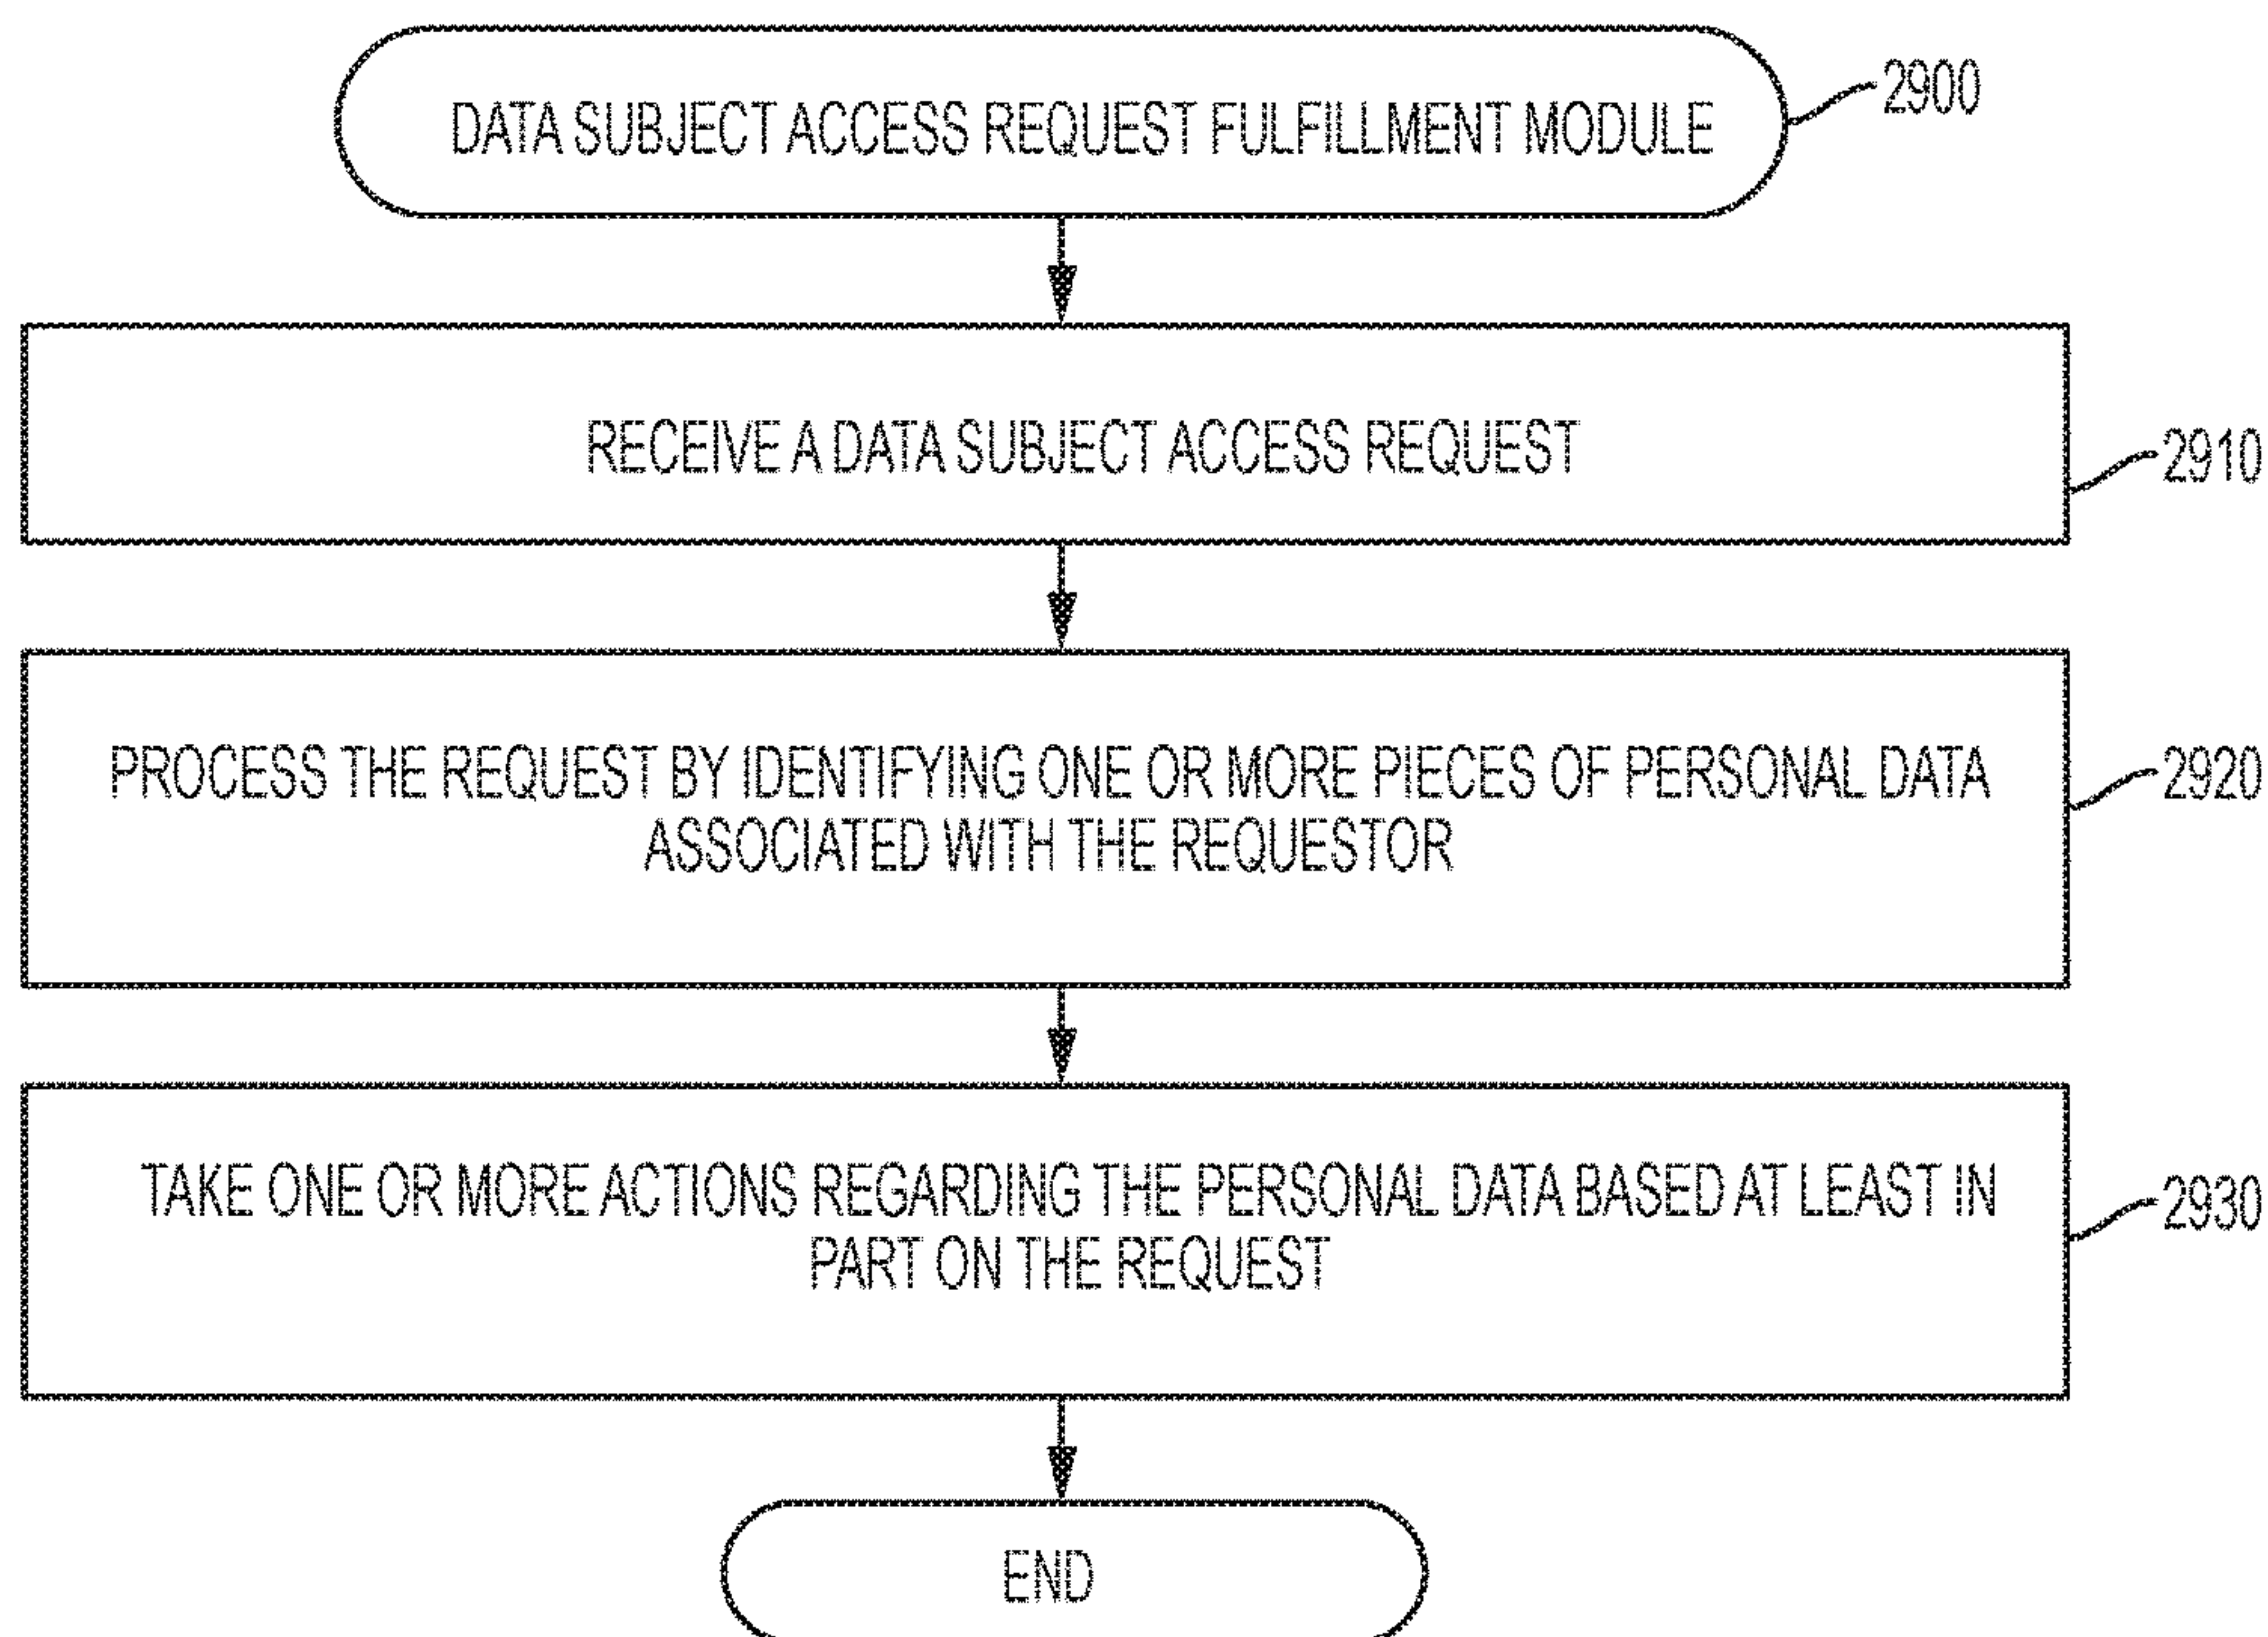 DATA SUBJECT ACCESS REQUEST FULFILLMENT MODULE
2900
RECEIVE A DATA SUBJECT ACCESS REQUEST
2910
PROCESS THE REQUEST BY IDENTIFYING ONE OR MORE PIECES OF PERSONAL DATA
ASSOCIATED WITH THE REQUESTOR
2920
TAKE ONE OR MORE ACTIONS REGARDING THE PERSONAL DATA BASED AT LEAST IN
PART ON THE REQUEST
2930
END